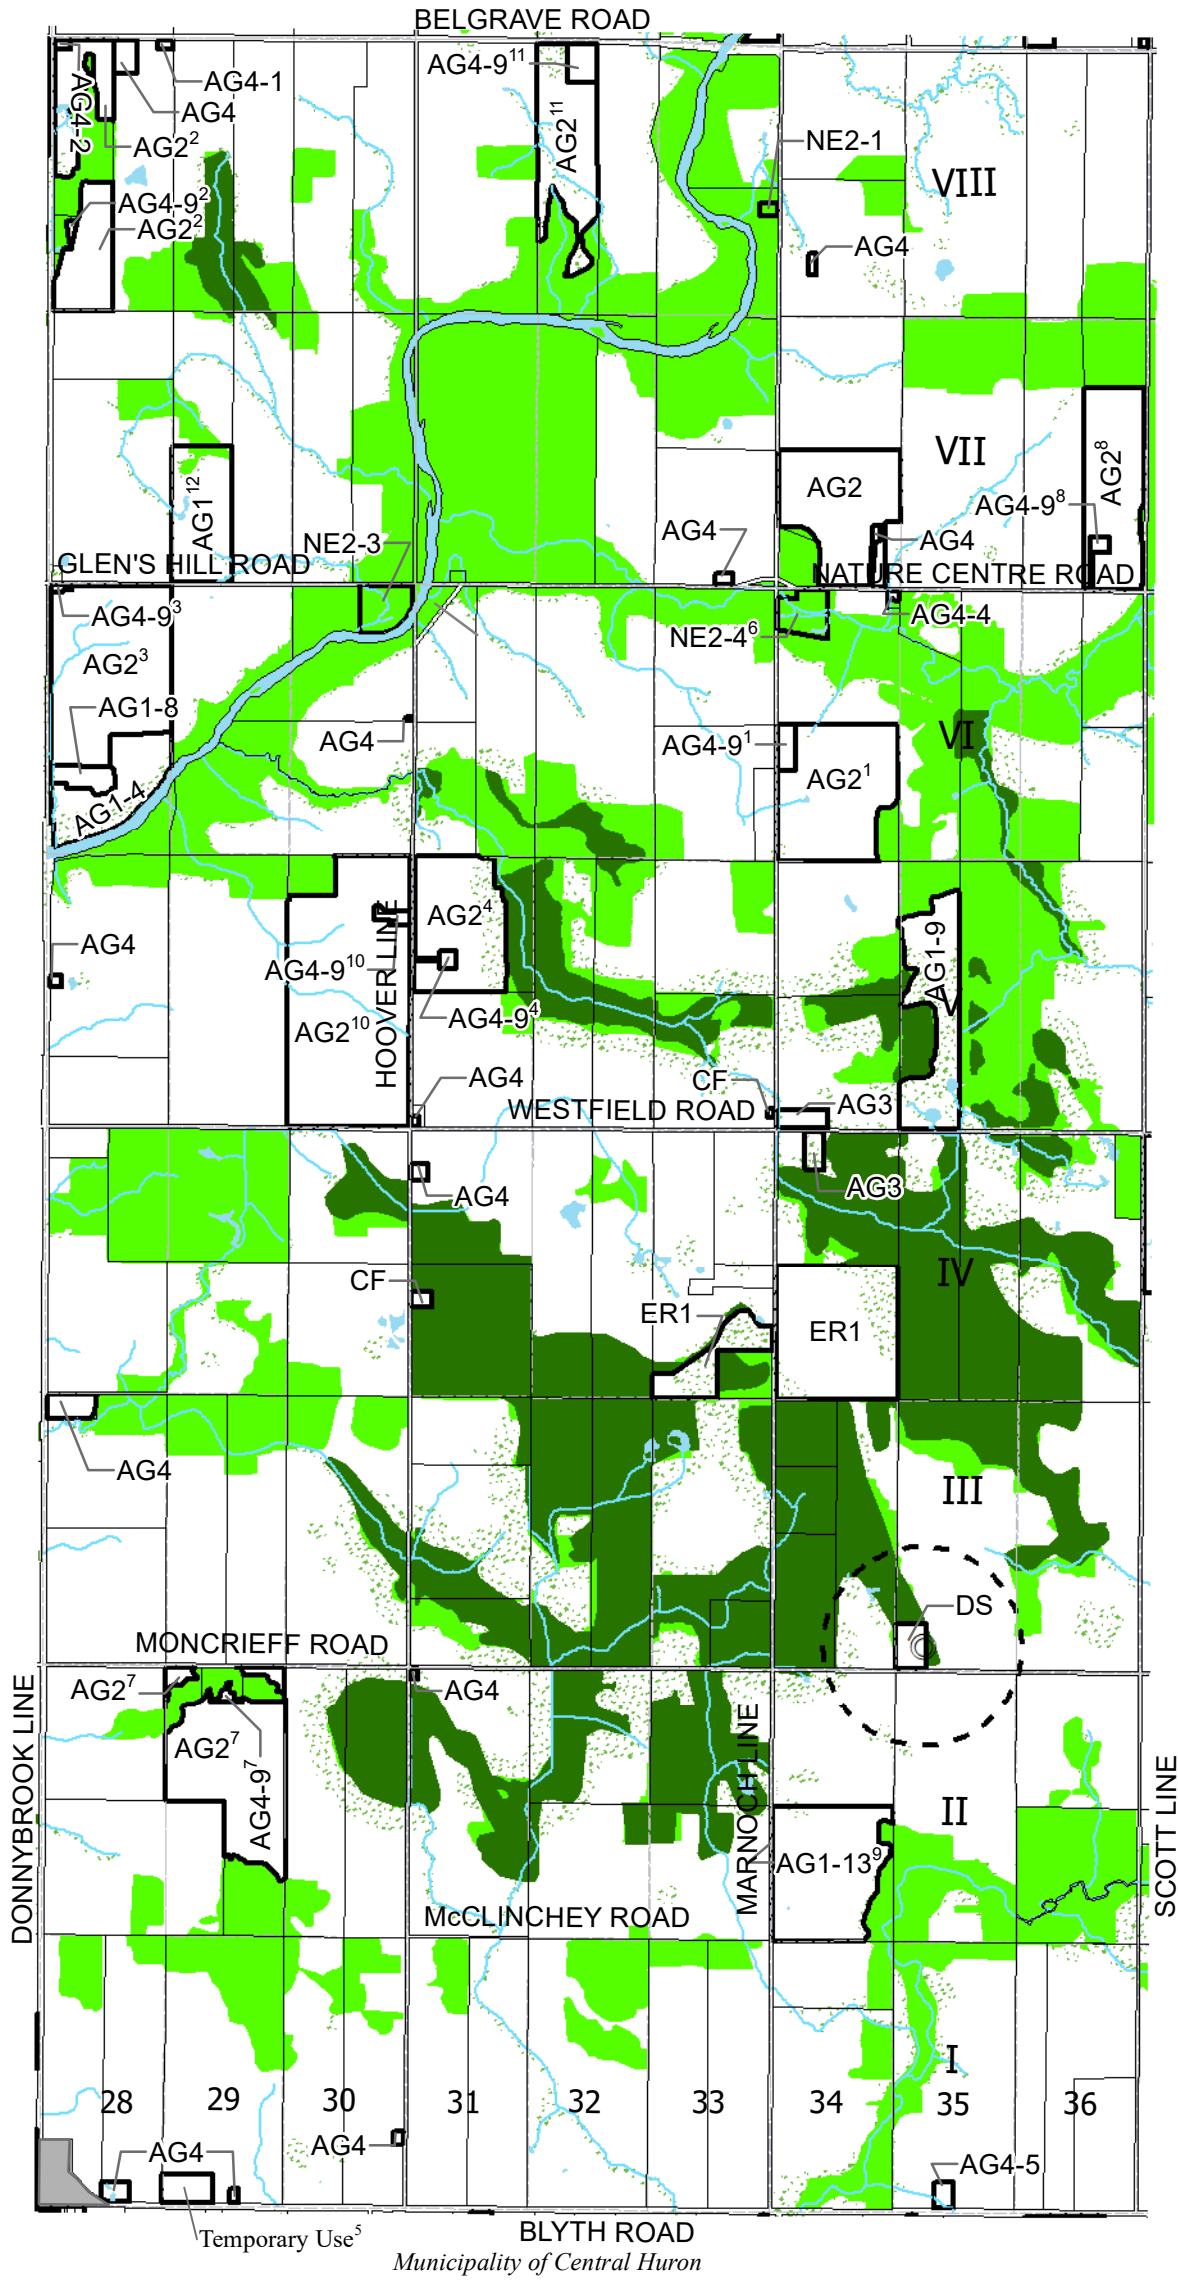 BELGRAVE ROAD
AG4-9¹¹
AG4-1
AG4
AG4-2
AG2²
AG2¹¹
NE2-1
VIII
AG4-9²
AG2²
AG4
VII
AG2⁸
AG2
AG4-9⁸
AG1¹²
NE2-3
AG4
AG4
GLEN'S HILL ROAD
NATURE CENTRE ROAD
AG4-9³
AG4-4
NE2-4⁶
AG2³
AG1-8
AG4
AG4-9¹
VI
AG2¹
AG1-4
AG2⁴
AG4
AG4-9¹⁰
HOOVER LINE
AG1-9
V
AG4-9⁴
AG2¹⁰
AG4
CF
WESTFIELD ROAD
AG3
AG4
AG3
CF
IV
ER1
ER1
AG4
III
DS
MONCRIEFF ROAD
AG2⁷
AG4
AG2⁷
AG4-9⁷
DONNYBROOK LINE
MARNOCH LINE
SCOTT LINE
II
AG1-13⁹
McCLINCHEY ROAD
I
28
29
30
31
32
33
34
35
36
AG4
AG4
AG4-5
Temporary Use⁵
BLYTH ROAD
Municipality of Central Huron